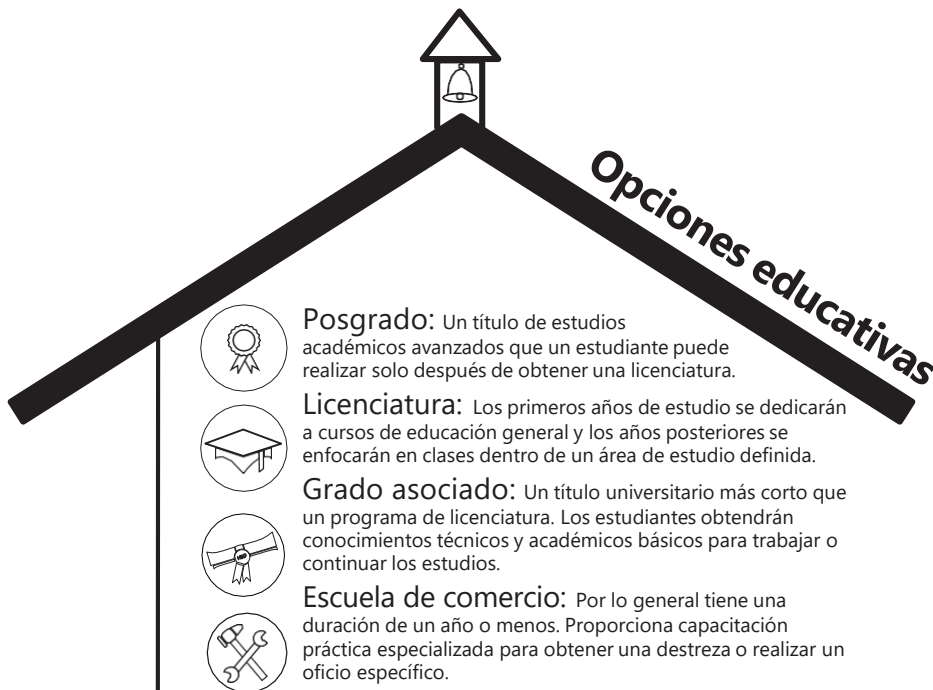 Opciones educativas
Posgrado: Un título de estudios
académicos avanzados que un estudiante puede
realizar solo después de obtener una licenciatura.
Licenciatura: Los primeros años de estudio se dedicarán
a cursos de educación general y los años posteriores se
enfocarán en clases dentro de un área de estudio definida.
Grado asociado: Un título universitario más corto que
un programa de licenciatura. Los estudiantes obtendrán
conocimientos técnicos y académicos básicos para trabajar o
continuar los estudios.
Escuela de comercio: Por lo general tiene una
duración de un año o menos. Proporciona capacitación
práctica especializada para obtener una destreza o realizar un
oficio específico.